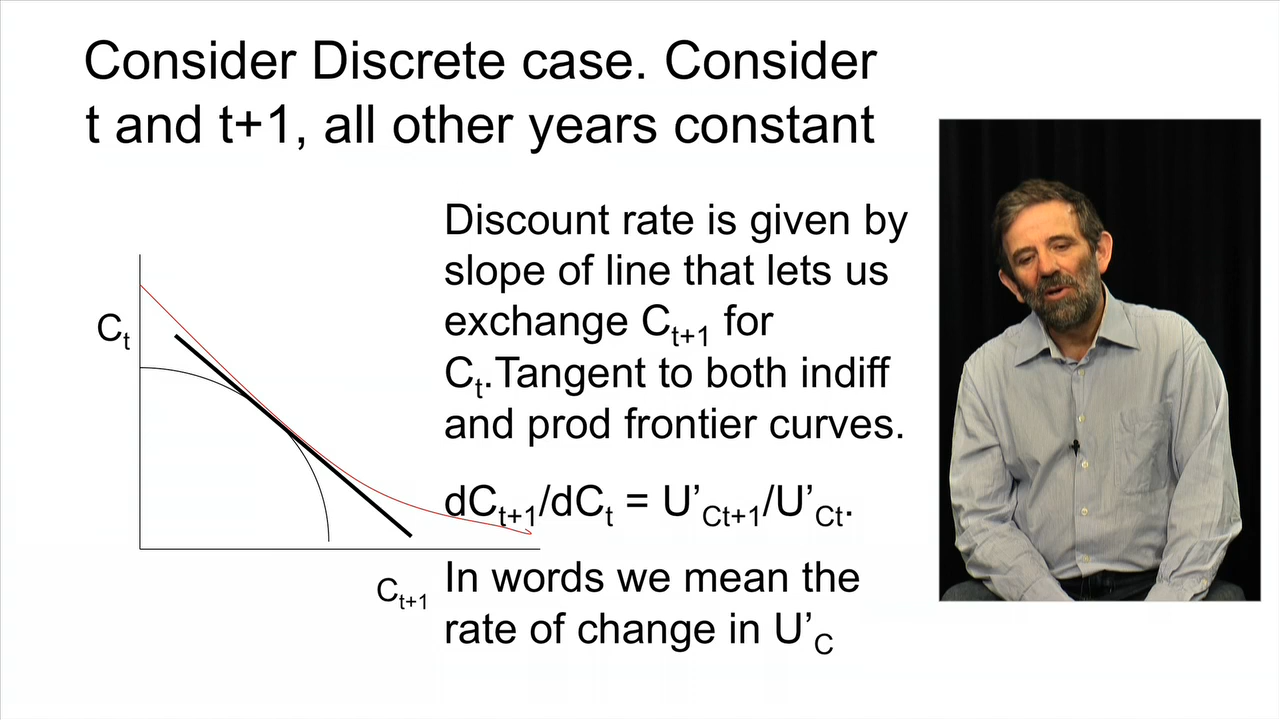 Consider Discrete case. Consider
t and t+1, all other years constant
Discount rate is given by
slope of line that lets us
exchange Ct+1 for
Ct.Tangent to both indiff
and prod frontier curves.
dCt+1/dCt = U’Ct+1/U’Ct.
In words we mean the
rate of change in U’C
Ct
Ct+1